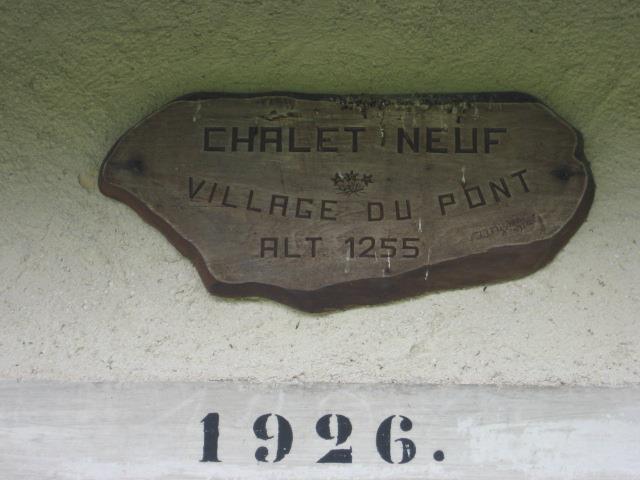 CHALET NEUF
VILLAGE DU PONT
ALT. 1255
1926.